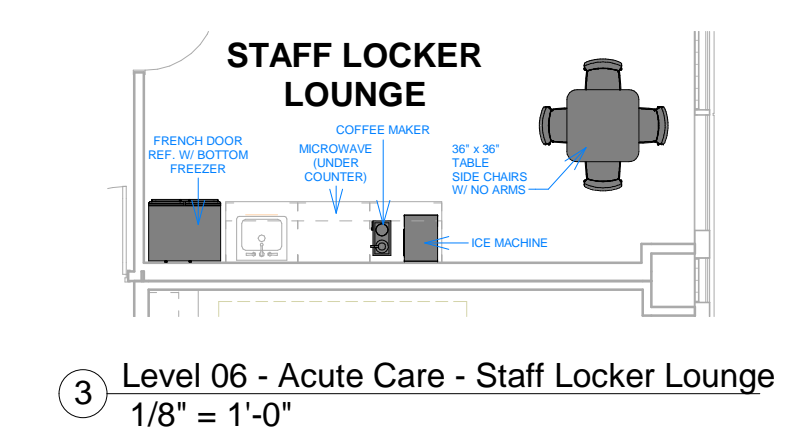 STAFF LOCKER
LOUNGE
COFFEE MAKER
FRENCH DOOR
REF. W/ BOTTOM
FREEZER
MICROWAVE
(UNDER
COUNTER)
36" x 36"
TABLE
SIDE CHAIRS
W/ NO ARMS
ICE MACHINE
3
Level 06 - Acute Care - Staff Locker Lounge
1/8" = 1'-0"